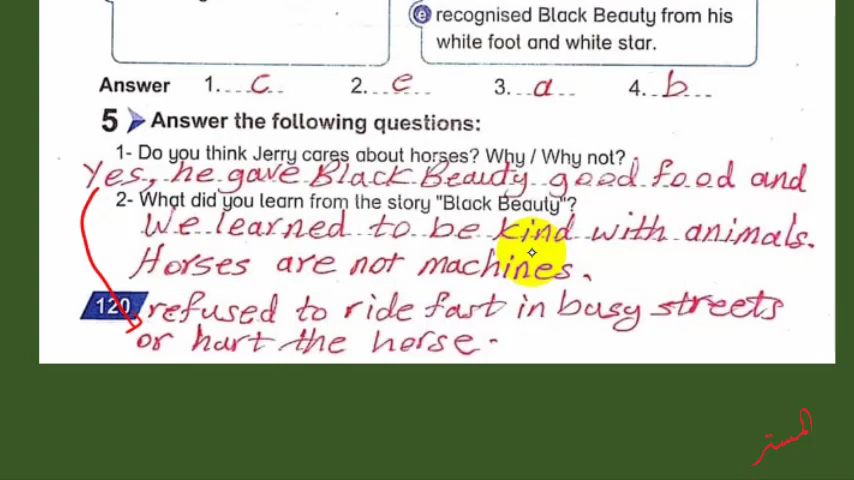 e recognised Black Beauty from his
white foot and white star.
Answer 1....c.. 2...e... 3...a... 4...b...
5 Answer the following questions:
1- Do you think Jerry cares about horses? Why / Why not?
Yes, he gave Black Beauty good food and
2- What did you learn from the story "Black Beauty"?
We learned to be kind with animals.
Horses are not machines.
120 refused to ride fast in busy streets
or hurt the horse.
المستر